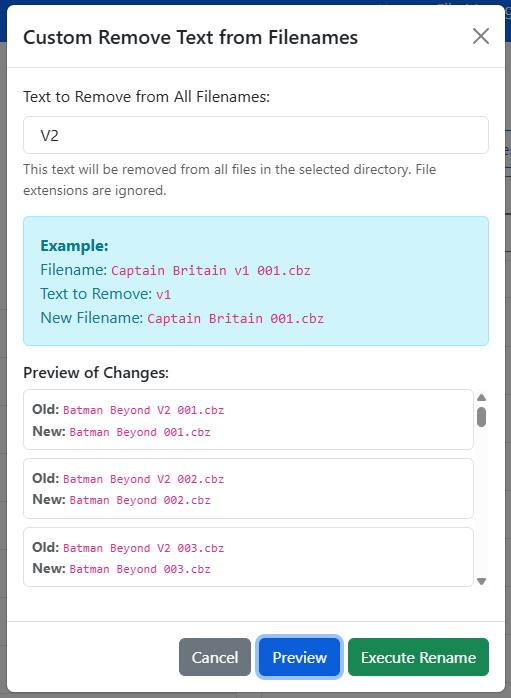 Custom Remove Text from Filenames
Text to Remove from All Filenames:
V2
This text will be removed from all files in the selected directory. File
extensions are ignored.
Example:
Filename: Captain Britain v1 001.cbz
Text to Remove: v1
New Filename: Captain Britain 001.cbz
Preview of Changes:
Old: Batman Beyond V2 001.cbz
New: Batman Beyond 001.cbz
Old: Batman Beyond V2 002.cbz
New: Batman Beyond 002.cbz
Old: Batman Beyond V2 003.cbz
New: Batman Beyond 003.cbz
Cancel
Preview
Execute Rename